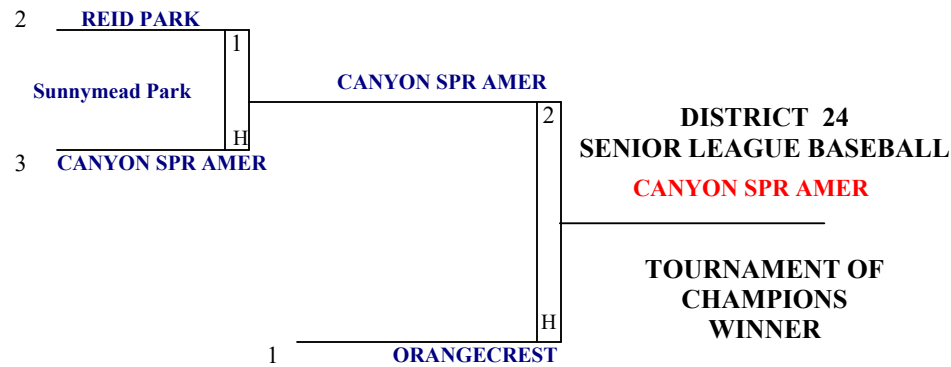 2 REID PARK
1
Sunnymead Park
H
3 CANYON SPR AMER
CANYON SPR AMER
2
DISTRICT 24
SENIOR LEAGUE BASEBALL
CANYON SPR AMER
TOURNAMENT OF
CHAMPIONS
WINNER
H
1 ORANGECREST